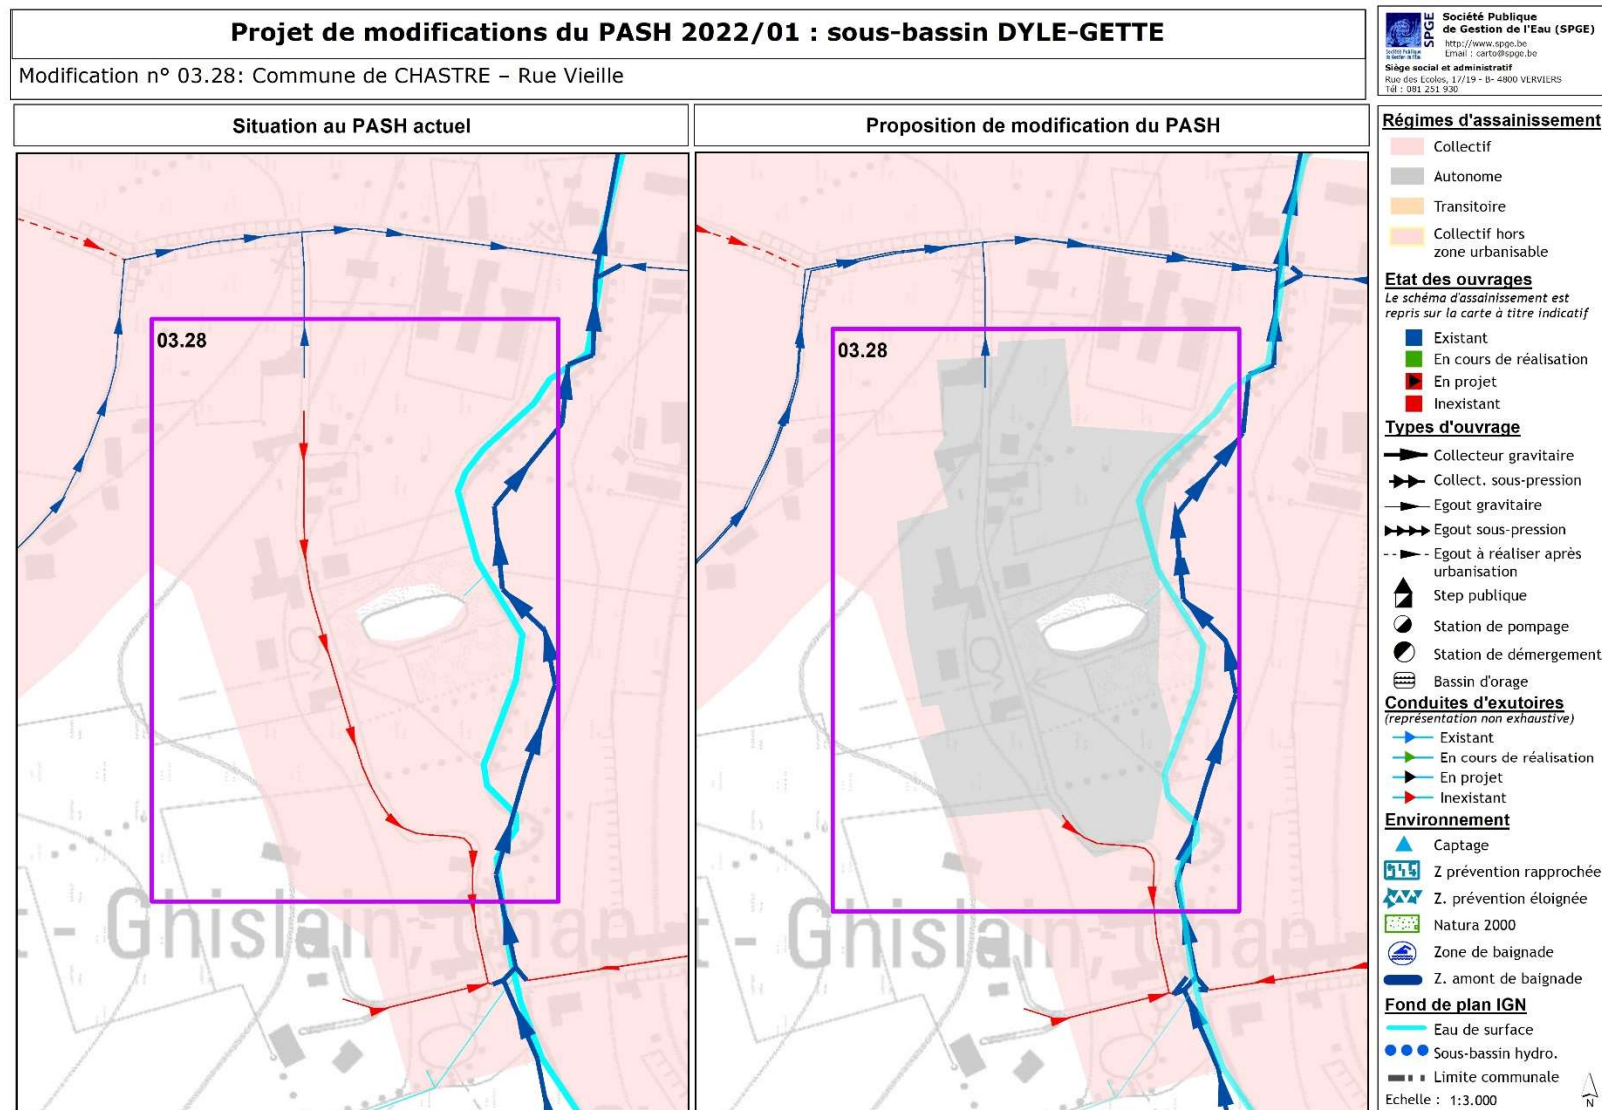 Projet de modifications du PASH 2022/01 : sous-bassin DYLE-GETTE
Modification n° 03.28: Commune de CHASTRE – Rue Vieille
SPGE
Société Publique
de Gestion de l'Eau (SPGE)
http://www.spge.be
Email : carto@spge.be
Siège social et administratif
Rue des Ecoles, 17/19 - B- 4800 VERVIERS
Tél : 081 251 930
Situation au PASH actuel
03.28
t - Ghislain, Chapl
Proposition de modification du PASH
03.28
t - Ghislain, Chapl
Régimes d'assainissement
Collectif
Autonome
Transitoire
Collectif hors
zone urbanisable
Etat des ouvrages
Le schéma d'assainissement est
repris sur la carte à titre indicatif
Existant
En cours de réalisation
En projet
Inexistant
Types d'ouvrage
Collecteur gravitaire
Collect. sous-pression
Egout gravitaire
Egout sous-pression
Egout à réaliser après
urbanisation
Step publique
Station de pompage
Station de démergement
Bassin d'orage
Conduites d'exutoires
(représentation non exhaustive)
Existant
En cours de réalisation
En projet
Inexistant
Environnement
Captage
Z prévention rapprochée
Z. prévention éloignée
Natura 2000
Zone de baignade
Z. amont de baignade
Fond de plan IGN
Eau de surface
Sous-bassin hydro.
Limite communale
Echelle : 1:3.000
N